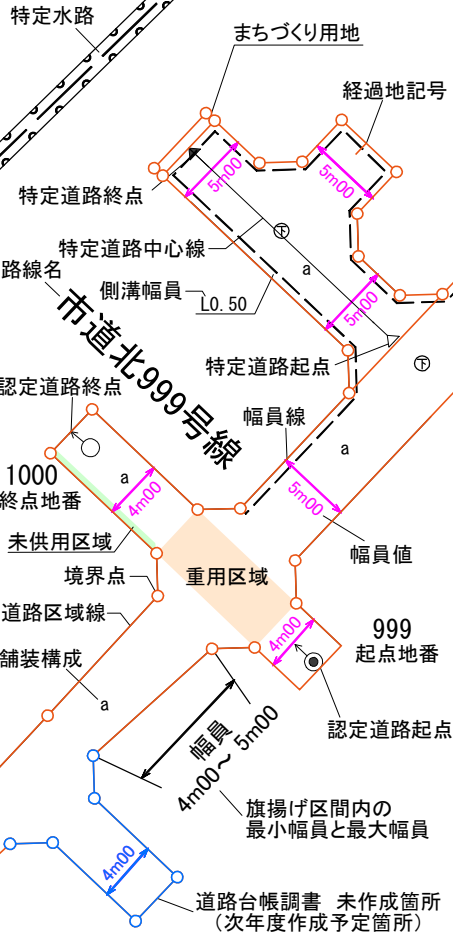 特定水路
まちづくり用地
経過地記号
5m00
5m00
特定道路終点
下
特定道路中心線
a
路線名
側溝幅員
L0.50
5m00
市道北999号線
特定道路起点
下
認定道路終点
幅員線
a
1000
終点地番
a
4m00
5m00
未供用区域
幅員値
境界点
重用区域
道路区域線
4m00
999
起点地番
舗装構成
a
認定道路起点
幅員
4m00～5m00
旗揚げ区間内の
最小幅員と最大幅員
4m00
道路台帳調書 未作成箇所
(次年度作成予定箇所)